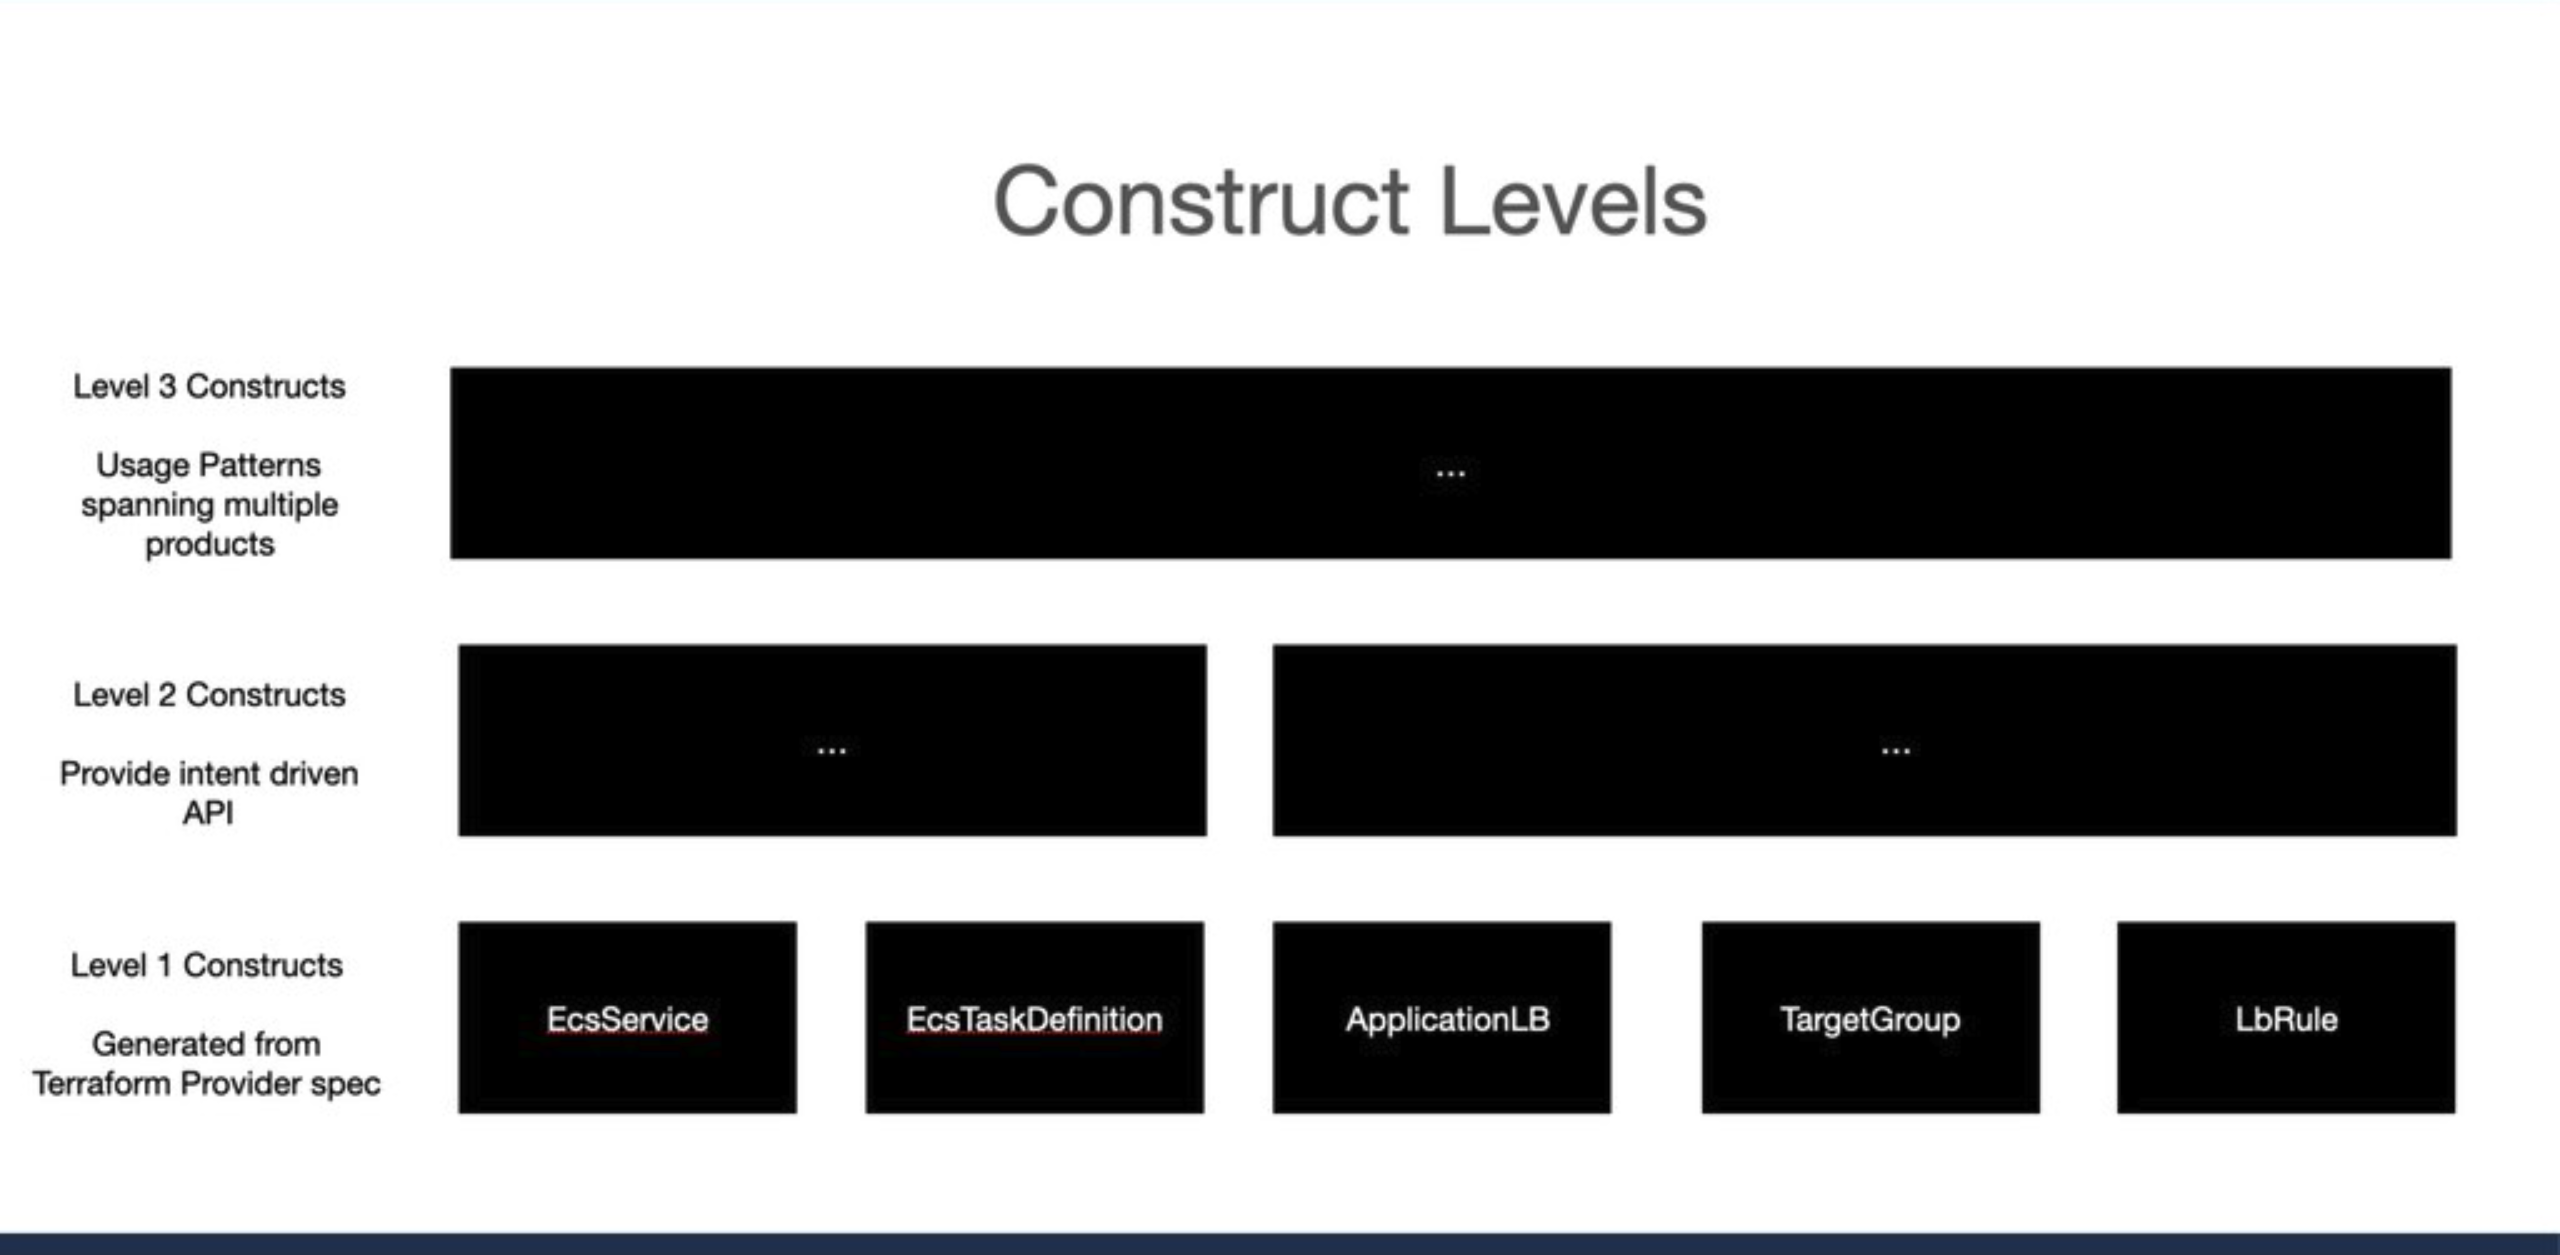 Construct Levels
Level 3 Constructs
Usage Patterns
spanning multiple
products
...
Level 2 Constructs
Provide intent driven
API
...
...
Level 1 Constructs
Generated from
Terraform Provider spec
EcsService
EcsTaskDefinition
ApplicationLB
TargetGroup
LbRule